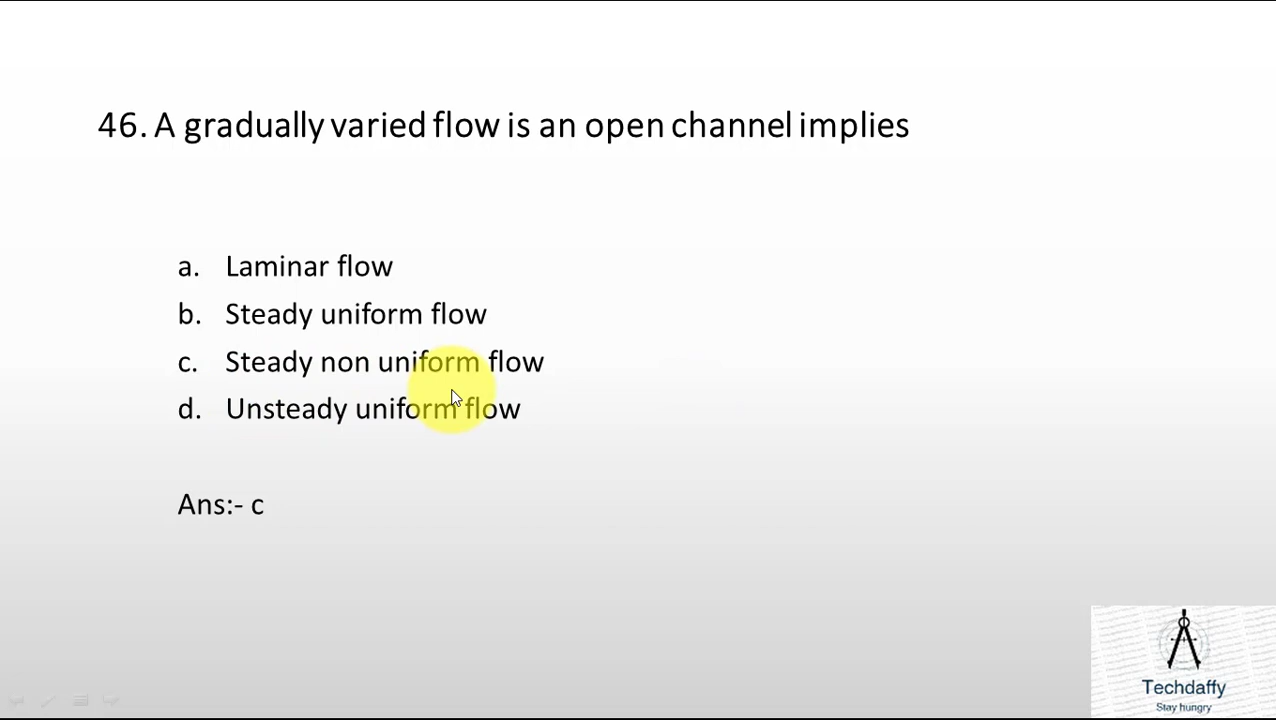 46. A gradually varied flow is an open channel implies
a. Laminar flow
b. Steady uniform flow
c. Steady non uniform flow
d. Unsteady uniform flow
Ans:- c
Techdaffy
Stay hungry